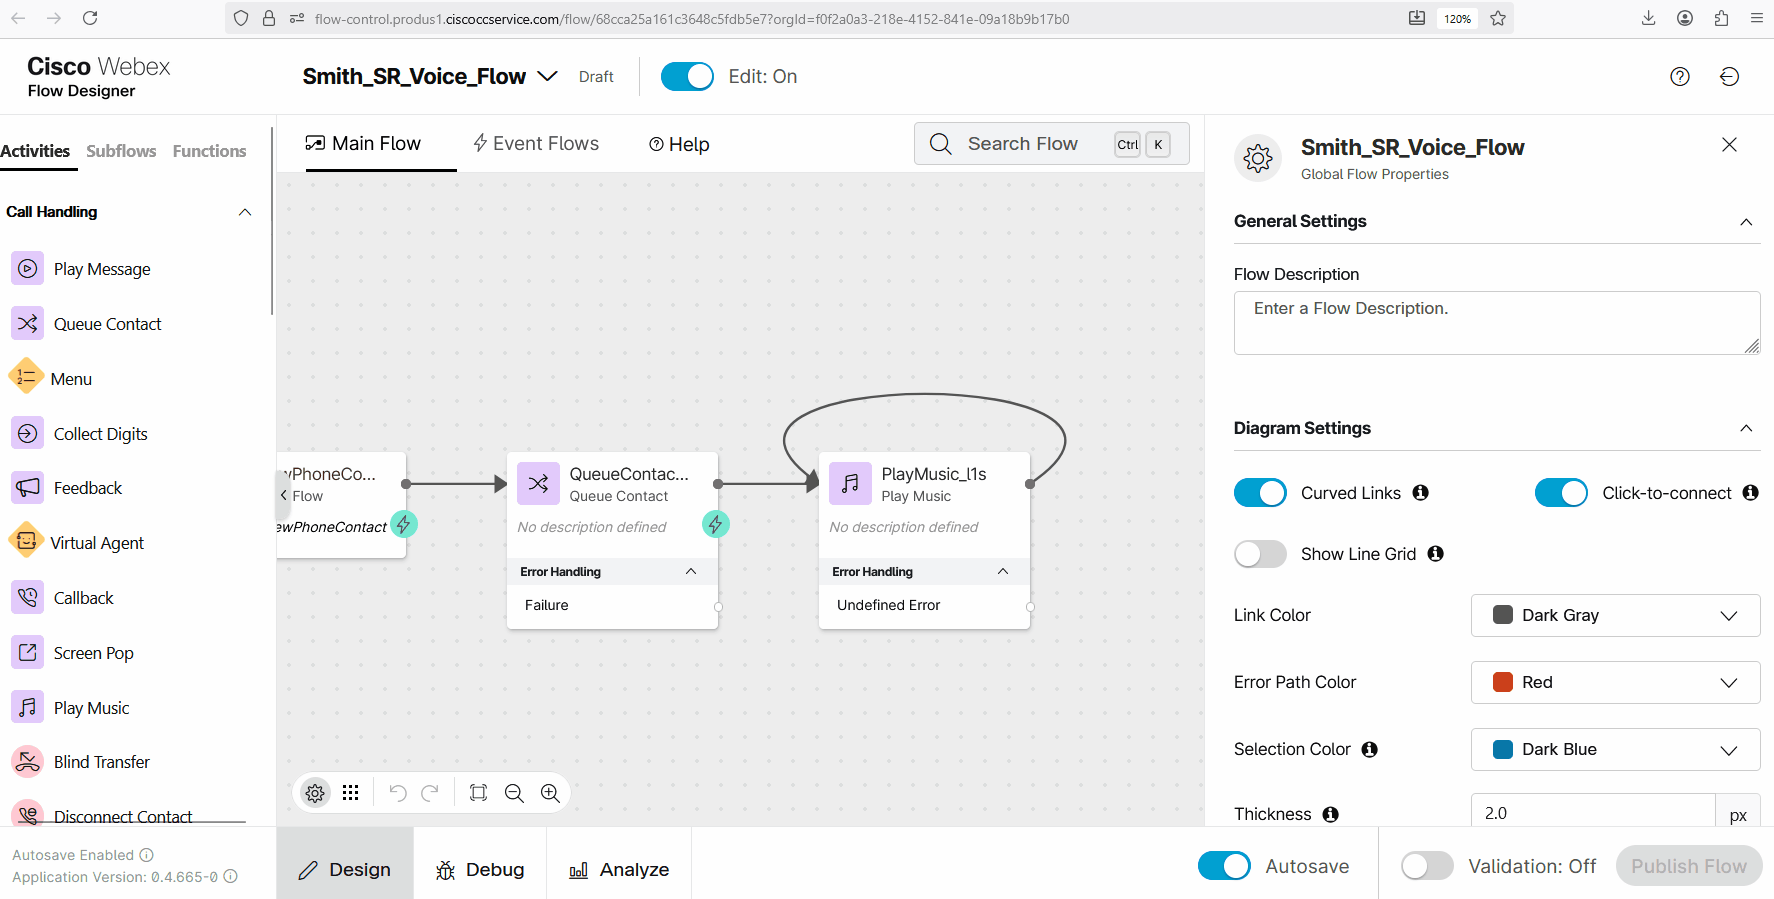 flow-control.produs1.ciscoccservice.com/flow/68cca25a161c3648c5fdb5e7?orgId=f0f2a0a3-218e-4152-841e-09a18b9b17b0
120%
Cisco Webex
Flow Designer
Smith_SR_Voice_Flow
Draft
Edit: On
Activities
Subflows
Functions
Call Handling
Play Message
Queue Contact
1
2
Menu
Collect Digits
Feedback
Virtual Agent
Callback
Screen Pop
Play Music
Blind Transfer
Disconnect Contact
Autosave Enabled
Application Version: 0.4.665-0
Main Flow
Event Flows
Help
Search Flow
Ctrl
K
wPhoneCo...
Flow
ewPhoneContact
QueueContac...
Queue Contact
No description defined
Error Handling
Failure
PlayMusic_l1s
Play Music
No description defined
Error Handling
Undefined Error
Design
Debug
Analyze
Smith_SR_Voice_Flow
Global Flow Properties
General Settings
Flow Description
Enter a Flow Description.
Diagram Settings
Curved Links
Click-to-connect
Show Line Grid
Link Color
Dark Gray
Error Path Color
Red
Selection Color
Dark Blue
Thickness
2.0
px
Autosave
Validation: Off
Publish Flow